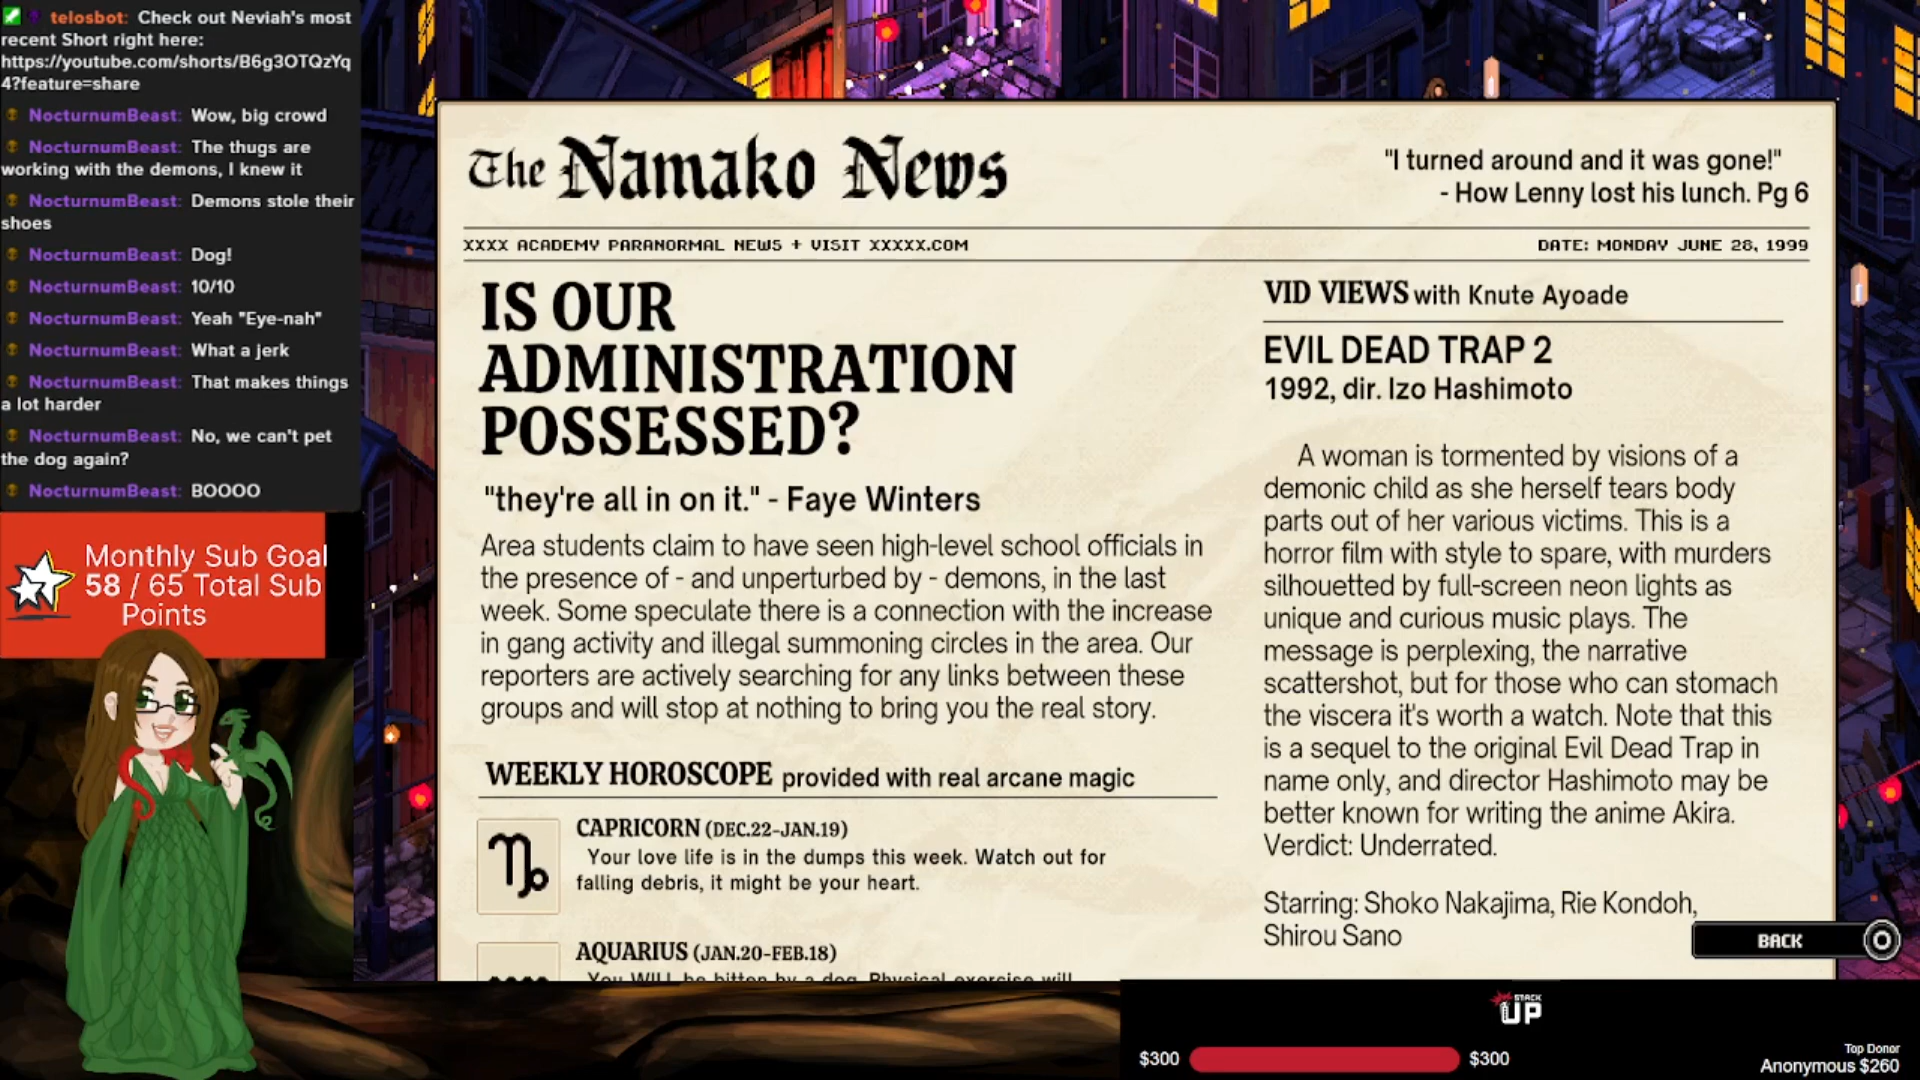 telosbot: Check out Neviah's most
recent Short right here:
https://youtube.com/shorts/B6g3OTQzYq
4?feature=share
NocturnumBeast: Wow, big crowd
NocturnumBeast: The thugs are
working with the demons, I knew it
NocturnumBeast: Demons stole their
shoes
NocturnumBeast: Dog!
NocturnumBeast: 10/10
NocturnumBeast: Yeah "Eye-nah"
NocturnumBeast: What a jerk
NocturnumBeast: That makes things
a lot harder
NocturnumBeast: No, we can't pet
the dog again?
NocturnumBeast: BOOOO
Monthly Sub Goal
58 / 65 Total Sub
Points
The Namako News
"I turned around and it was gone!"
- How Lenny lost his lunch. Pg 6
XXXX ACADEMY PARANORMAL NEWS + VISIT XXXXX.COM
DATE: MONDAY JUNE 28, 1999
IS OUR
ADMINISTRATION
POSSESSED?
"they're all in on it." - Faye Winters
Area students claim to have seen high-level school officials in
the presence of - and unperturbed by - demons, in the last
week. Some speculate there is a connection with the increase
in gang activity and illegal summoning circles in the area. Our
reporters are actively searching for any links between these
groups and will stop at nothing to bring you the real story.
WEEKLY HOROSCOPE provided with real arcane magic
CAPRICORN (DEC.22-JAN.19)
Your love life is in the dumps this week. Watch out for
falling debris, it might be your heart.
AQUARIUS (JAN.20-FEB.18)
You WILL be bitten by a dog. Physical exercise will
VID VIEWS with Knute Ayoade
EVIL DEAD TRAP 2
1992, dir. Izo Hashimoto
A woman is tormented by visions of a
demonic child as she herself tears body
parts out of her various victims. This is a
horror film with style to spare, with murders
silhouetted by full-screen neon lights as
unique and curious music plays. The
message is perplexing, the narrative
scattershot, but for those who can stomach
the viscera it's worth a watch. Note that this
is a sequel to the original Evil Dead Trap in
name only, and director Hashimoto may be
better known for writing the anime Akira.
Verdict: Underrated.
Starring: Shoko Nakajima, Rie Kondoh,
Shirou Sano
BACK
STACK
UP
$300
$300
Top Donor
Anonymous $260